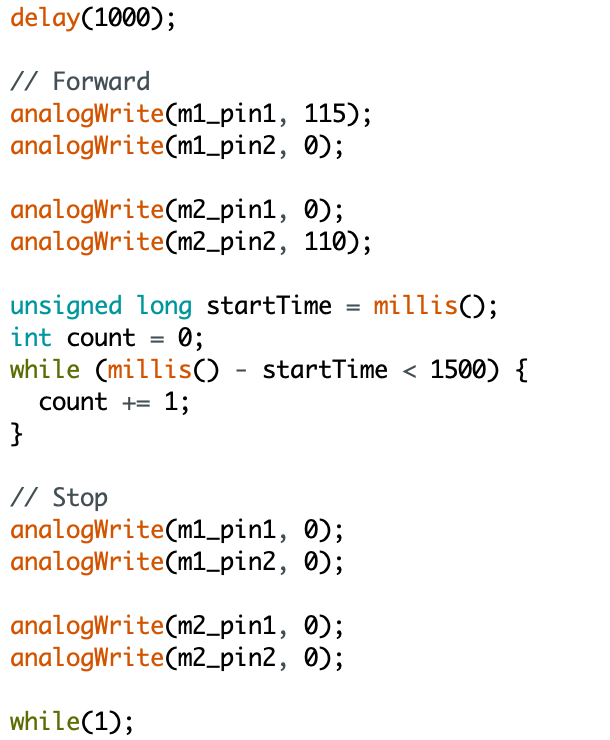 delay(1000);
// Forward
analogWrite(m1_pin1, 115);
analogWrite(m1_pin2, 0);
analogWrite(m2_pin1, 0);
analogWrite(m2_pin2, 110);
unsigned long startTime = millis();
int count = 0;
while (millis() - startTime < 1500) {
  count += 1;
}
// Stop
analogWrite(m1_pin1, 0);
analogWrite(m1_pin2, 0);
analogWrite(m2_pin1, 0);
analogWrite(m2_pin2, 0);
while(1);